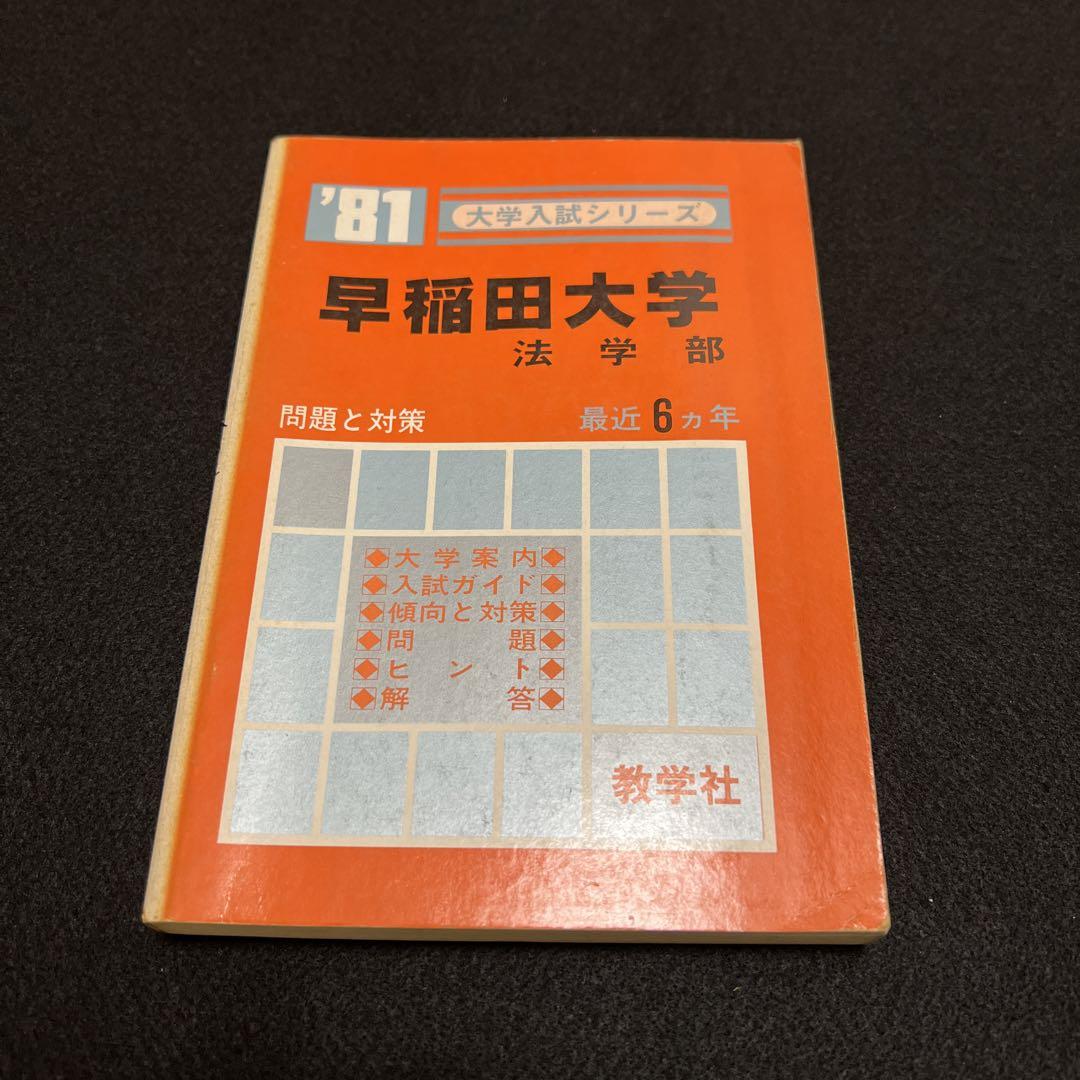 '81
大学入試シリーズ
早稲田大学
法学部
問題と対策 最近6ヵ年
◆大学案内◆
◆入試ガイド◆
◆傾向と対策◆
◆問題◆
◆ヒント◆
◆解答◆
教学社